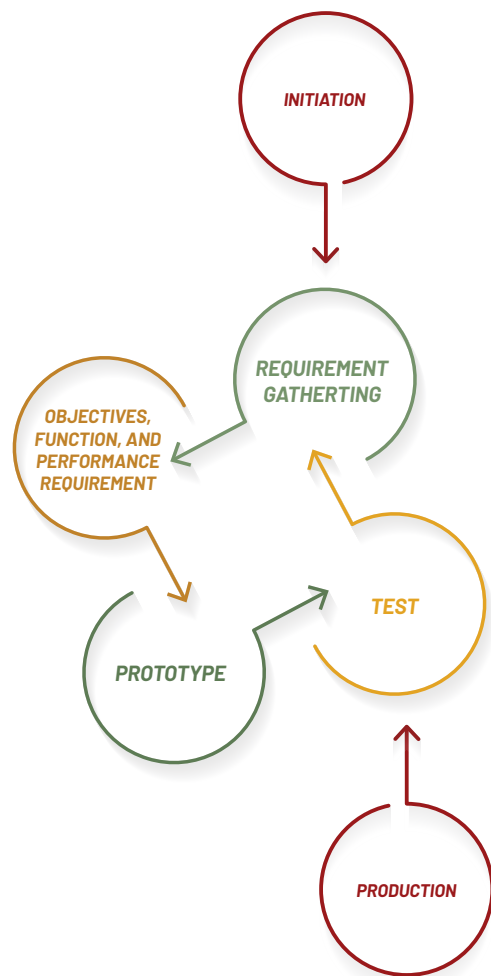 INITIATION
REQUIREMENT
GATHERTING
OBJECTIVES,
FUNCTION, AND
PERFORMANCE
REQUIREMENT
TEST
PROTOTYPE
PRODUCTION